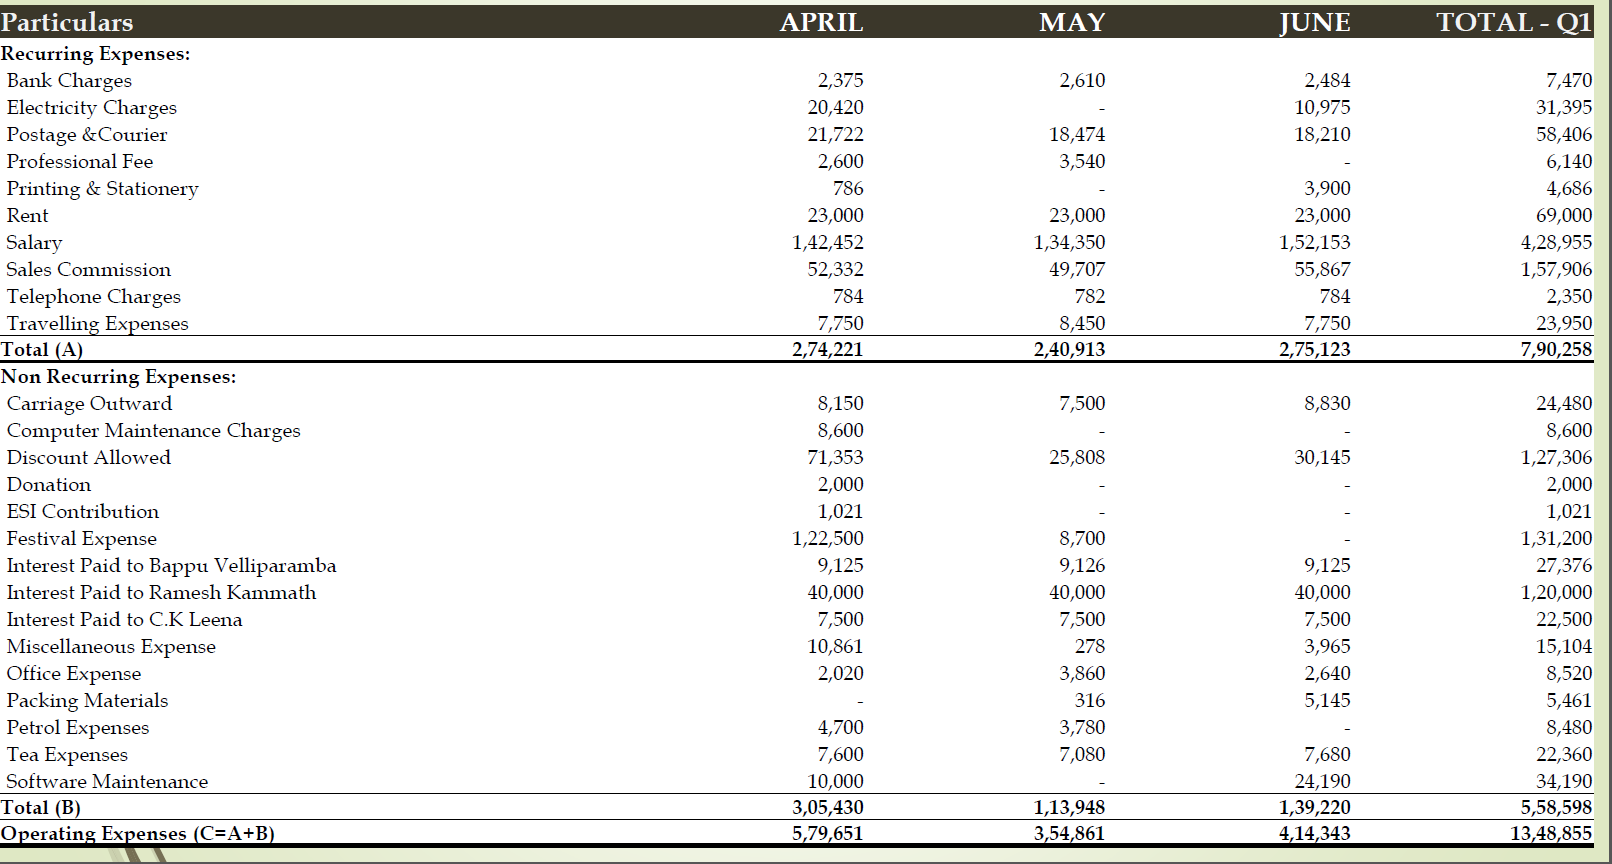 Particulars APRIL MAY JUNE TOTAL - Q1
Recurring Expenses:
Bank Charges 2,375 2,610 2,484 7,470
Electricity Charges 20,420 - 10,975 31,395
Postage &Courier 21,722 18,474 18,210 58,406
Professional Fee 2,600 3,540 - 6,140
Printing & Stationery 786 - 3,900 4,686
Rent 23,000 23,000 23,000 69,000
Salary 1,42,452 1,34,350 1,52,153 4,28,955
Sales Commission 52,332 49,707 55,867 1,57,906
Telephone Charges 784 782 784 2,350
Travelling Expenses 7,750 8,450 7,750 23,950
Total (A) 2,74,221 2,40,913 2,75,123 7,90,258
Non Recurring Expenses:
Carriage Outward 8,150 7,500 8,830 24,480
Computer Maintenance Charges 8,600 - - 8,600
Discount Allowed 71,353 25,808 30,145 1,27,306
Donation 2,000 - - 2,000
ESI Contribution 1,021 - - 1,021
Festival Expense 1,22,500 8,700 - 1,31,200
Interest Paid to Bappu Velliparamba 9,125 9,126 9,125 27,376
Interest Paid to Ramesh Kammath 40,000 40,000 40,000 1,20,000
Interest Paid to C.K Leena 7,500 7,500 7,500 22,500
Miscellaneous Expense 10,861 278 3,965 15,104
Office Expense 2,020 3,860 2,640 8,520
Packing Materials - 316 5,145 5,461
Petrol Expenses 4,700 3,780 - 8,480
Tea Expenses 7,600 7,080 7,680 22,360
Software Maintenance 10,000 - 24,190 34,190
Total (B) 3,05,430 1,13,948 1,39,220 5,58,598
Operating Expenses (C=A+B) 5,79,651 3,54,861 4,14,343 13,48,855